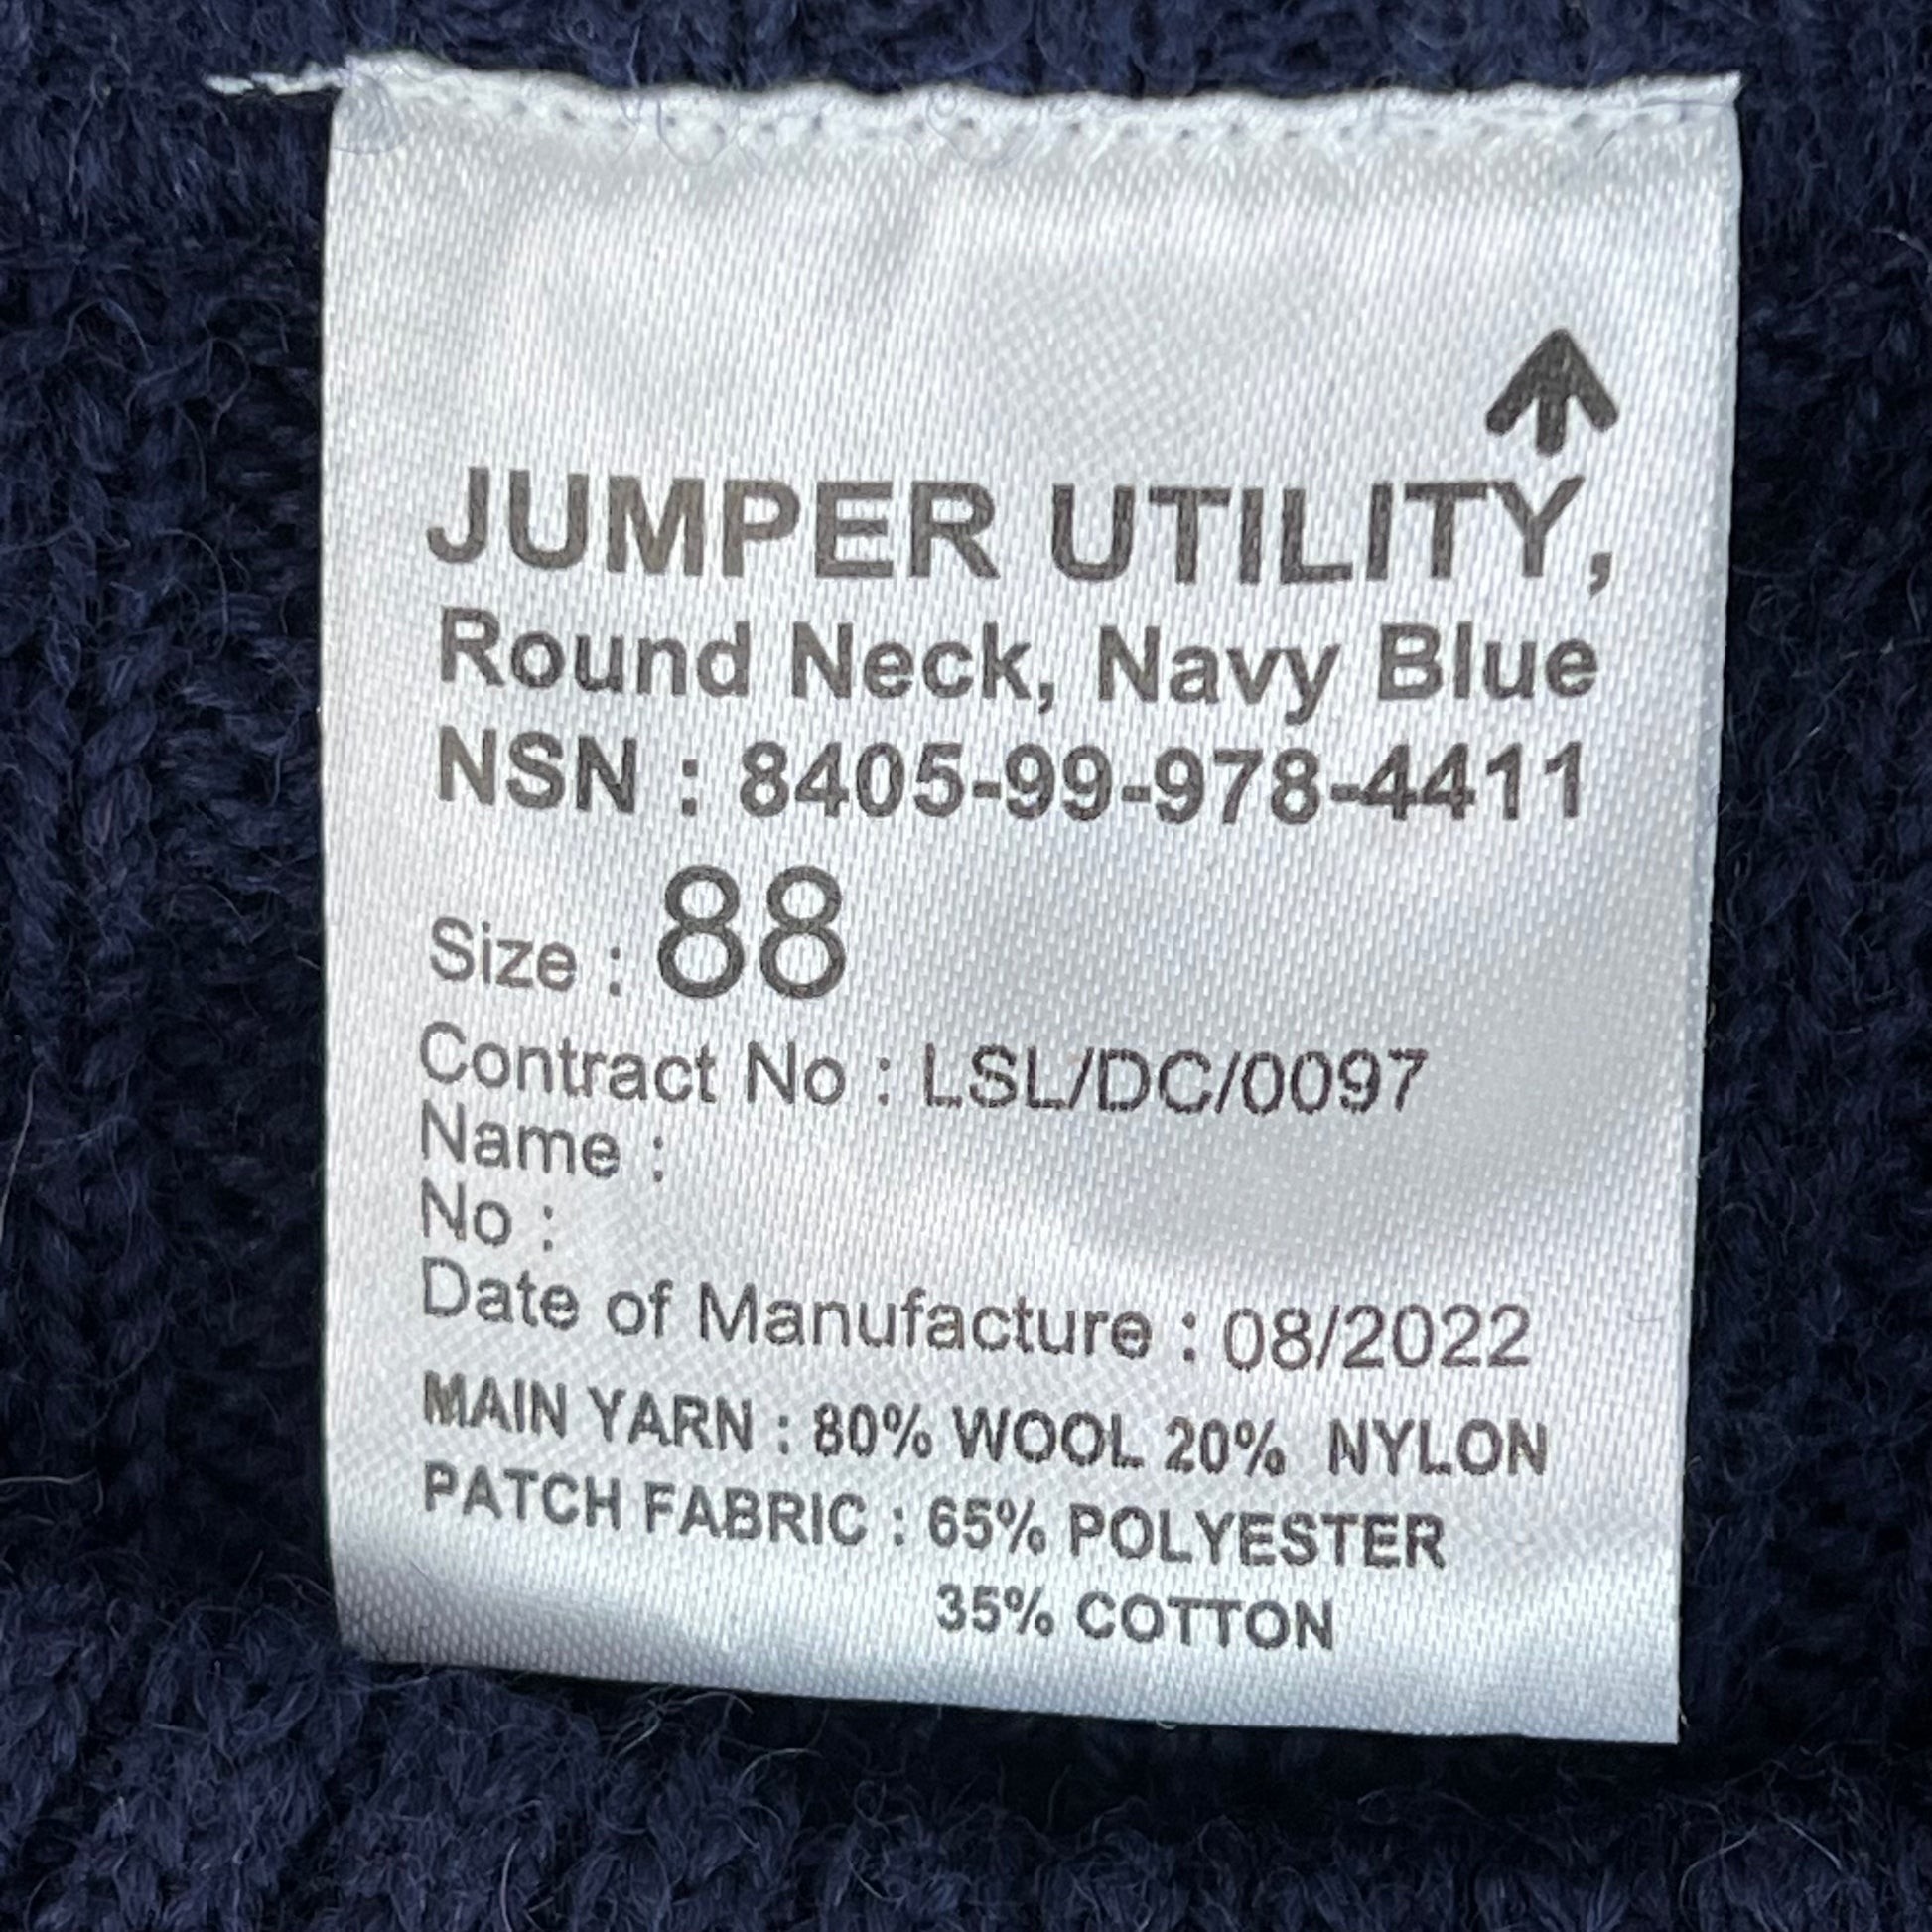 JUMPER UTILITY,
Round Neck, Navy Blue
NSN : 8405-99-978-4411
Size : 88
Contract No : LSL/DC/0097
Name :
No :
Date of Manufacture : 08/2022
MAIN YARN : 80% WOOL 20% NYLON
PATCH FABRIC : 65% POLYESTER
35% COTTON